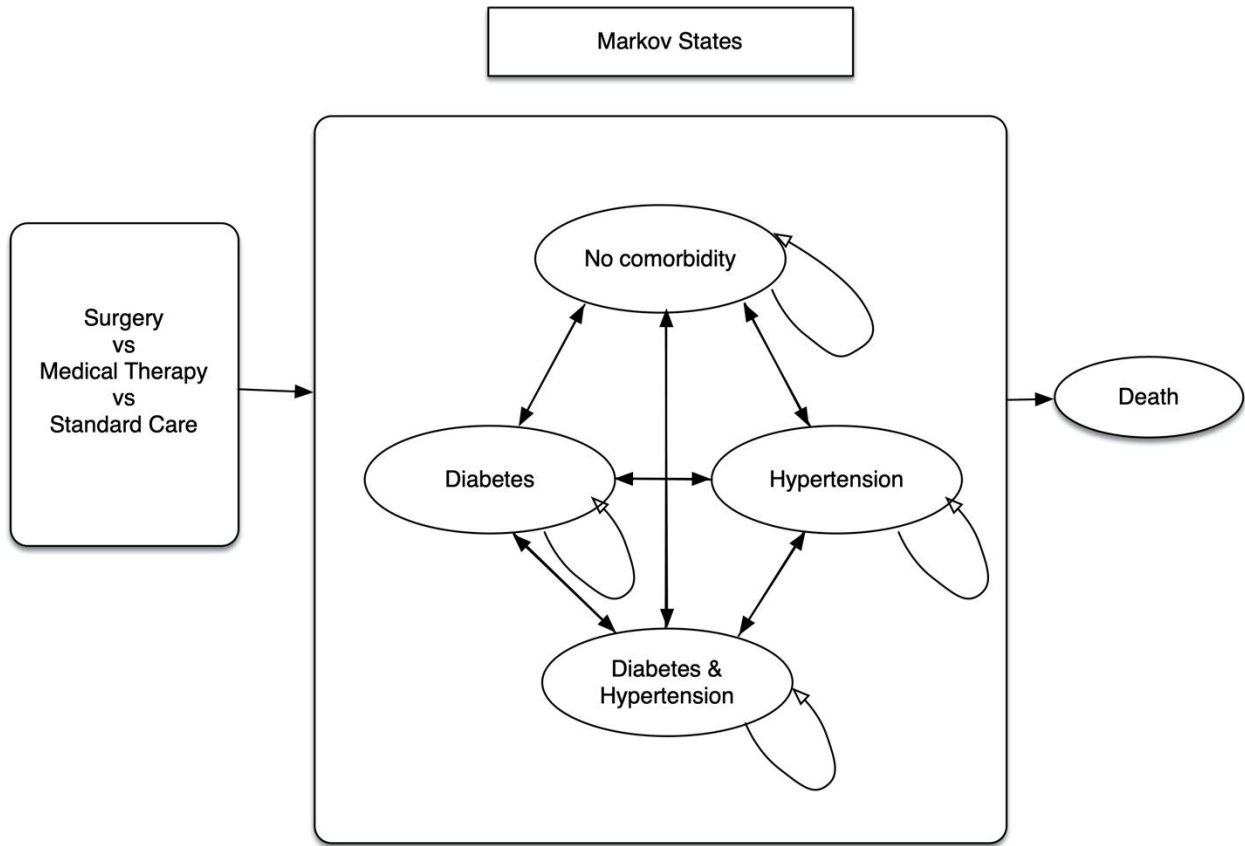 Markov States
Surgery
vs
Medical Therapy
vs
Standard Care
No comorbidity
Diabetes
Hypertension
Diabetes &
Hypertension
Death